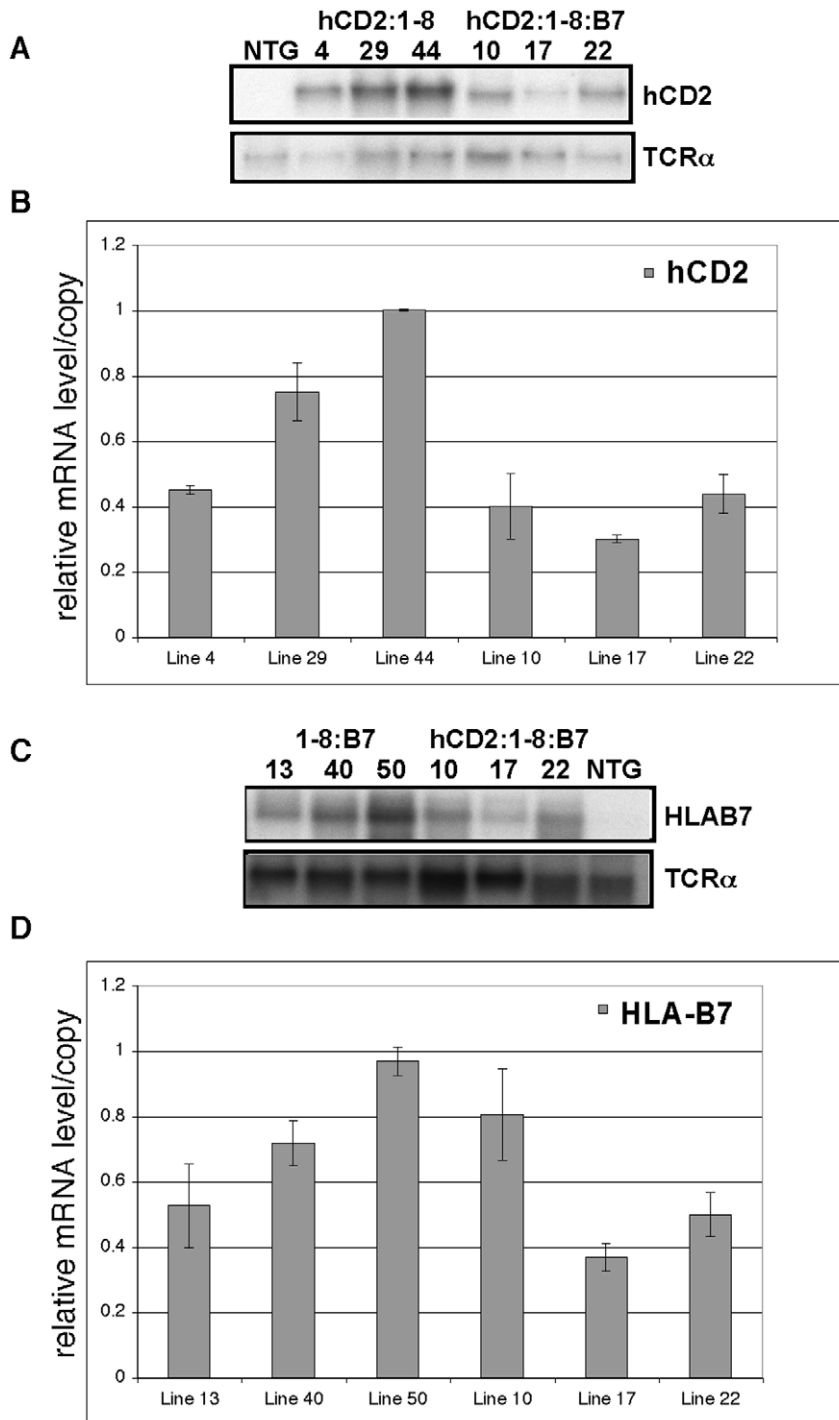 A
hCD2:1-8 hCD2:1-8:B7
NTG 4 29 44 10 17 22
hCD2
TCRα
B
relative mRNA level/copy
1.2
1
0.8
0.6
0.4
0.2
0
hCD2
Line 4 Line 29 Line 44 Line 10 Line 17 Line 22
C
1-8:B7 hCD2:1-8:B7
13 40 50 10 17 22 NTG
HLAB7
TCRα
D
relative mRNA level/copy
1.2
1
0.8
0.6
0.4
0.2
0
HLA-B7
Line 13 Line 40 Line 50 Line 10 Line 17 Line 22